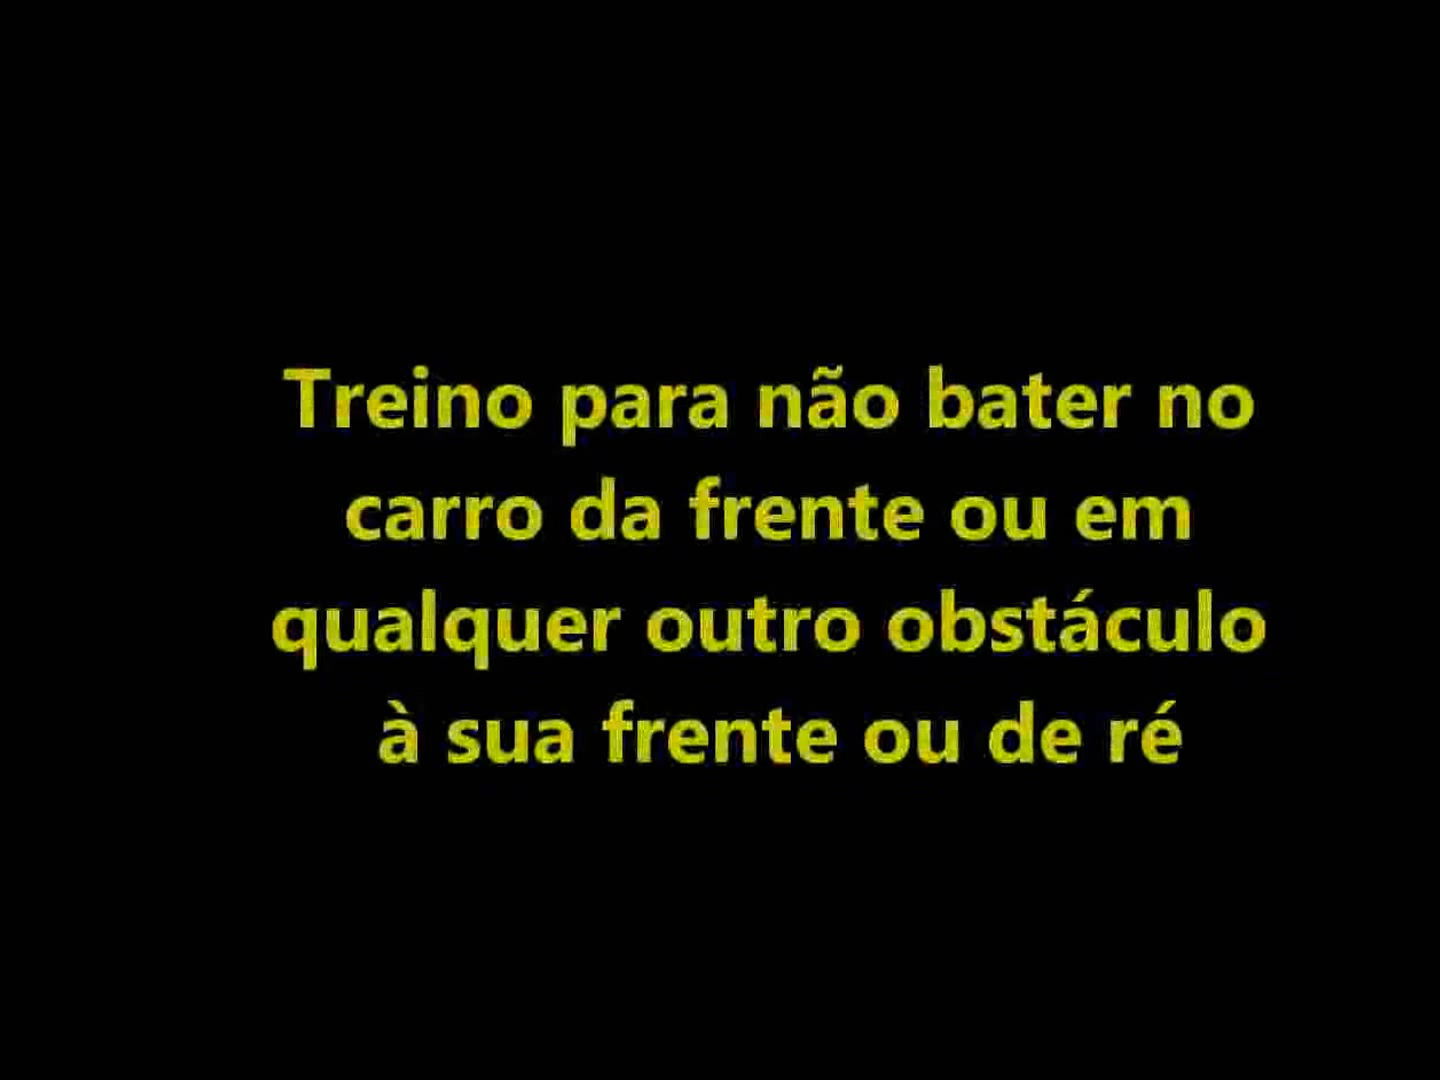 Treino para não bater no
carro da frente ou em
qualquer outro obstáculo
à sua frente ou de ré